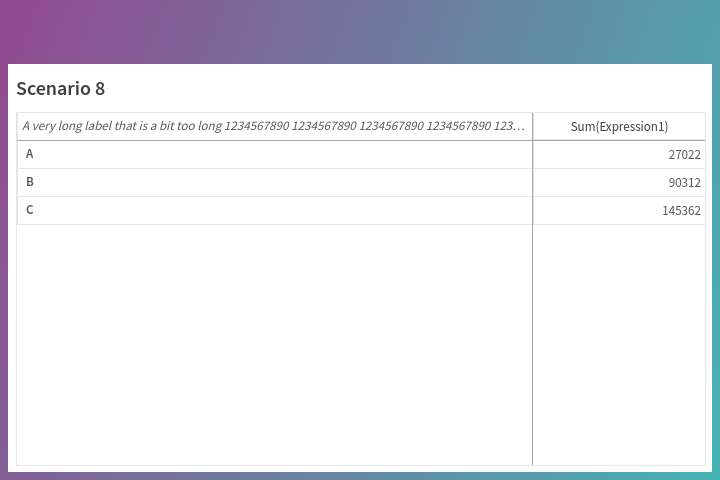 Scenario 8
A very long label that is a bit too long 1234567890 1234567890 1234567890 1234567890 123… Sum(Expression1)
A 27022
B 90312
C 145362